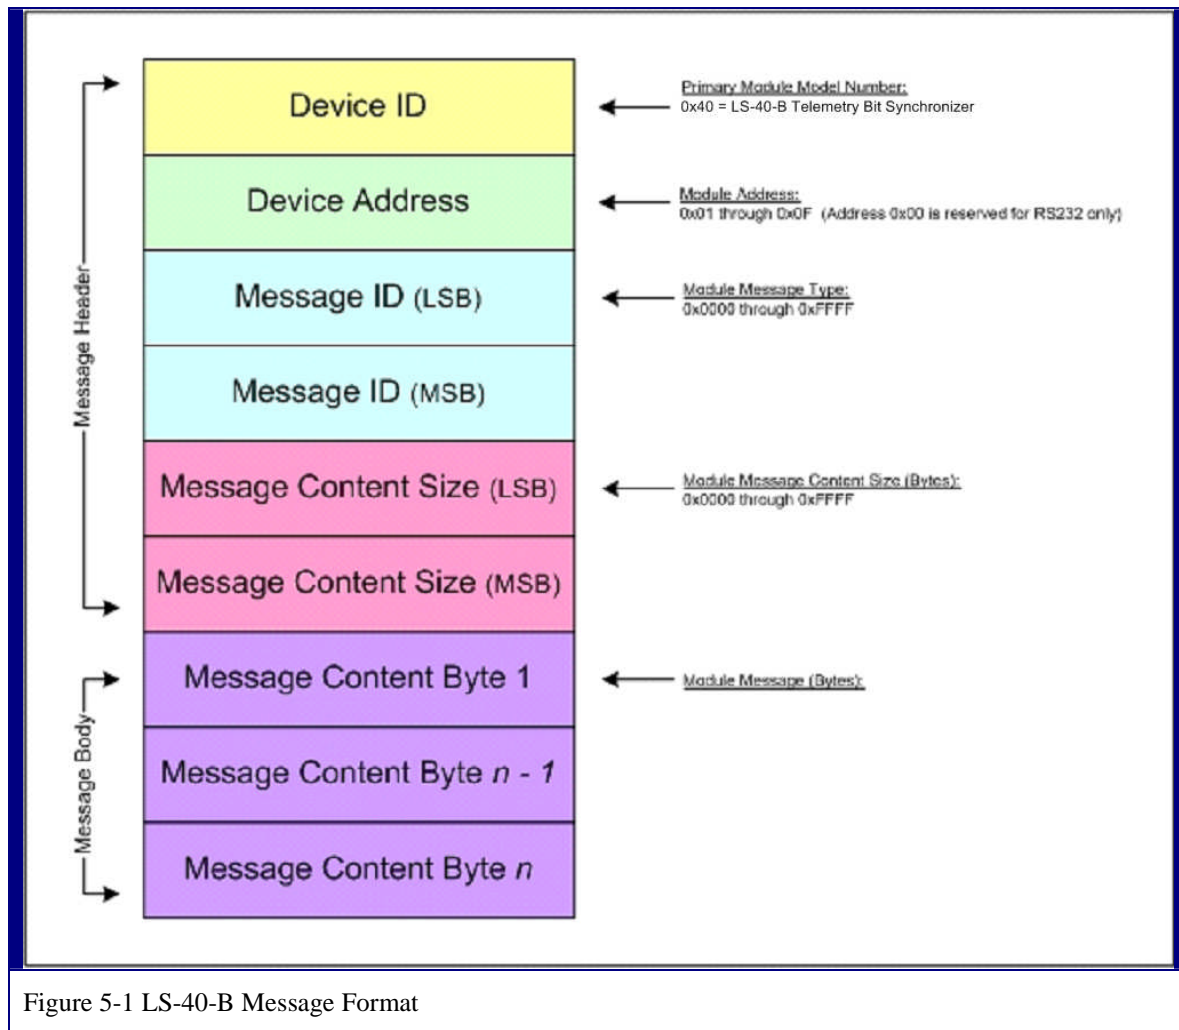 Device ID
Primary Module Model Number:
0x40 = LS-40-B Telemetry Bit Synchronizer
Device Address
Module Address:
0x01 through 0x0F (Address 0x00 is reserved for RS232 only)
Message Header
Message ID (LSB)
Module Message Type:
0x0000 through 0xFFFF
Message ID (MSB)
Message Content Size (LSB)
Module Message Content Size (Bytes):
0x0000 through 0xFFFF
Message Content Size (MSB)
Message Body
Message Content Byte 1
Module Message (Bytes):
Message Content Byte n - 1
Message Content Byte n
Figure 5-1 LS-40-B Message Format